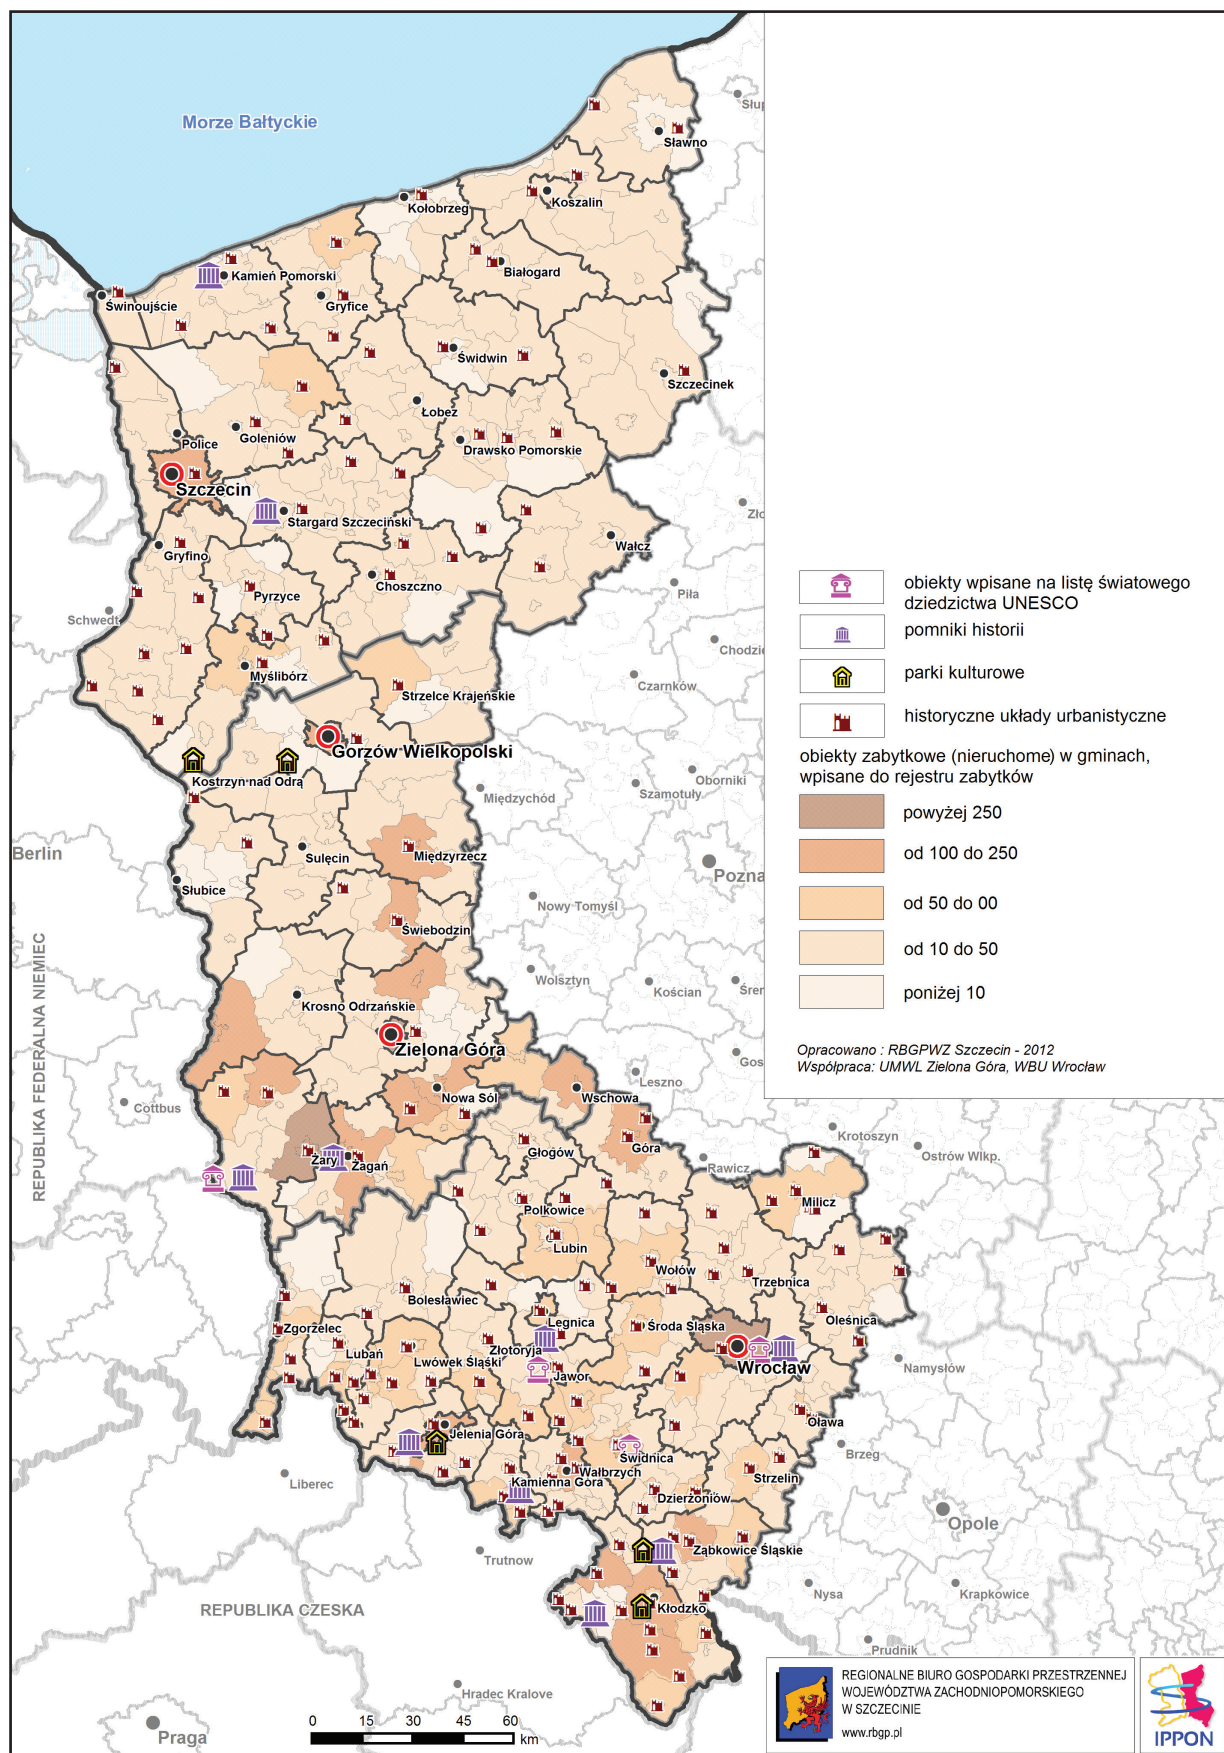 Morze Bałtyckie
Słup
Sławno
Koszalin
Kołobrzeg
Białogard
Kamień Pomorski
Świnoujście
Gryfice
Świdwin
Szczecinek
Łobez
Police
Goleniów
Drawsko Pomorskie
Szczecin
Stargard Szczeciński
Zło
Wałcz
Gryfino
Choszczno
Piła
Pyrzyce
Schwedt
Chodzie
Myślibórz
Czarnków
Strzelce Krajeńskie
Gorzów Wielkopolski
Oborniki
Kostrzyn nad Odrą
Międzychód
Szamotuły
Berlin
Sulęcin
Międzyrzecz
Pozna
Słubice
Nowy Tomyśl
Świebodzin
Wolsztyn
Kościan
Śrem
Krosno Odrzańskie
REPUBLIKA FEDERALNA NIEMIEC
Zielona Góra
Gos
Leszno
Nowa Sól
Wschowa
Cottbus
Krotoszyn
Góra
Głogów
Ostrów Wlkp.
Żary
Żagań
Rawicz
Milicz
Polkowice
Lubin
Wołów
Trzebnica
Bolesławiec
Oleśnica
Legnica
Środa Śląska
Zgorzelec
Złotoryja
Lubań
Lwówek Śląski
Wrocław
Namysłów
Jawor
Oława
Jelenia Góra
Brzeg
Świdnica
Wałbrzych
Strzelin
Liberec
Kamienna Góra
Dzierżoniów
Opole
Ząbkowice Śląskie
Trutnow
Nysa
Krapkowice
REPUBLIKA CZESKA
Kłodzko
Prudnik
Hradec Kralove
Praga
0 15 30 45 60
km
obiekty wpisane na listę światowego
dziedzictwa UNESCO
pomniki historii
parki kulturowe
historyczne układy urbanistyczne
obiekty zabytkowe (nieruchome) w gminach,
wpisane do rejestru zabytków
powyżej 250
od 100 do 250
od 50 do 00
od 10 do 50
poniżej 10
Opracowano : RBGPWZ Szczecin - 2012
Współpraca: UMWL Zielona Góra, WBU Wrocław
REGIONALNE BIURO GOSPODARKI PRZESTRZENNEJ
WOJEWÓDZTWA ZACHODNIOPOMORSKIEGO
W SZCZECINIE
www.rbgp.pl
IPPON